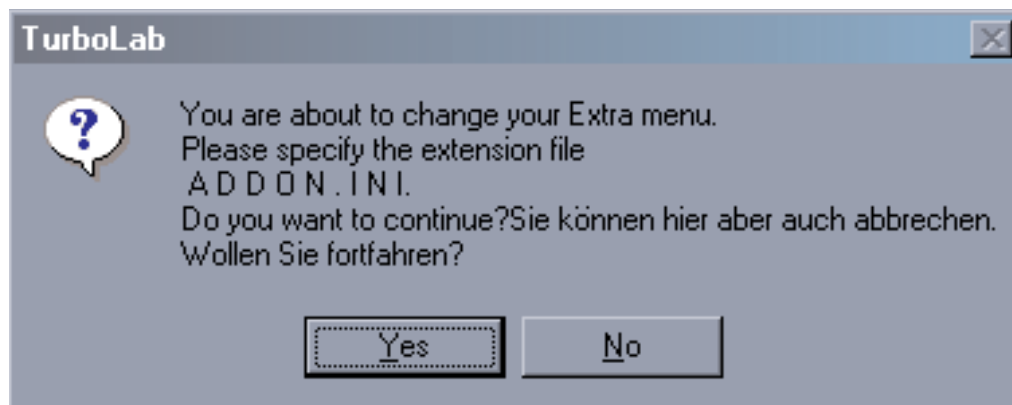 TurboLab
You are about to change your Extra menu.
Please specify the extension file
A D D O N . I N I.
Do you want to continue?Sie können hier aber auch abbrechen.
Wollen Sie fortfahren?
Yes
No